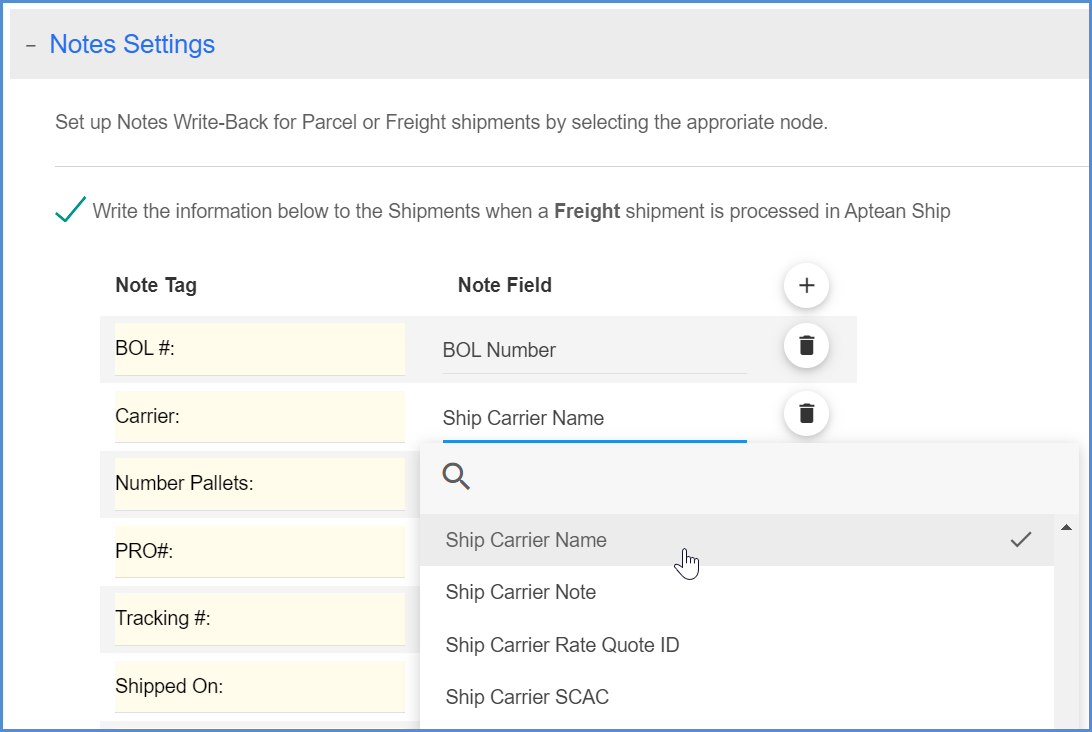 Notes Settings
Set up Notes Write-Back for Parcel or Freight shipments by selecting the approriate node.
Write the information below to the Shipments when a Freight shipment is processed in Aptean Ship
Note Tag Note Field
BOL #: BOL Number
Carrier: Ship Carrier Name
Number Pallets:
Ship Carrier Name
PRO#:
Ship Carrier Note
Tracking #:
Ship Carrier Rate Quote ID
Shipped On:
Ship Carrier SCAC